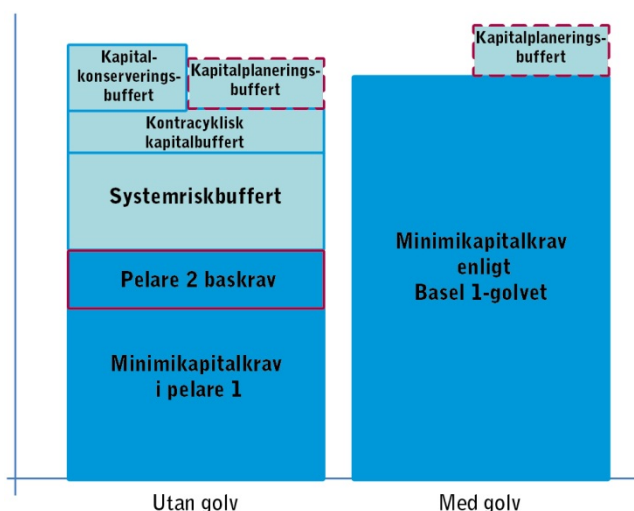 Kapital-
konserverings-
buffert
Kapitalplanerings-
buffert
Kontracyklisk
kapitalbuffert
Systemriskbuffert
Pelare 2 baskrav
Minimikapitalkrav
i pelare 1
Utan golv
Kapitalplanerings-
buffert
Minimikapitalkrav
enligt
Basel 1-golvet
Med golv